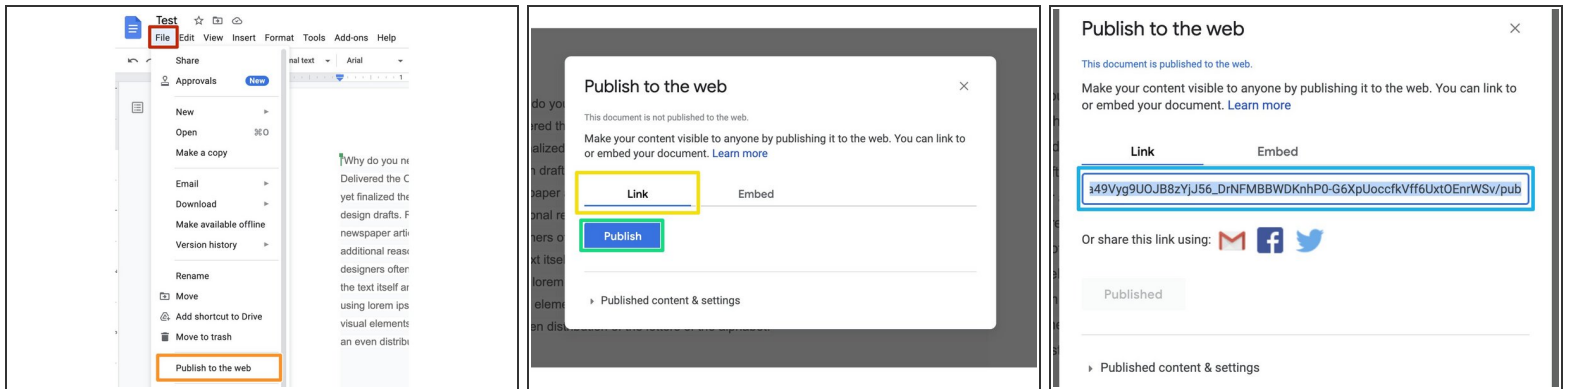 Test
File Edit View Insert Format Tools Add-ons Help
Share
Approvals New
New
Open ⌘O
Make a copy
Email
Download
Make available offline
Version history
Rename
Move
Add shortcut to Drive
Move to trash
Publish to the web
nal text Arial
1
"Why do you ne
Delivered the C
yet finalized the
design drafts. F
newspaper arti
additional reaso
designers often
the text itself ar
using lorem ips
visual elements
an even distribu
Publish to the web
This document is not published to the web.
Make your content visible to anyone by publishing it to the web. You can link to
or embed your document. Learn more
Link Embed
Publish
Published content & settings
Publish to the web
This document is published to the web.
Make your content visible to anyone by publishing it to the web. You can link to
or embed your document. Learn more
Link Embed
a49Vyg9UOJB8zYjJ56_DrNFMBBWDKnhP0-G6XpUoccfkVff6UxtOEnrWSv/pub
Or share this link using:
Published
Published content & settings